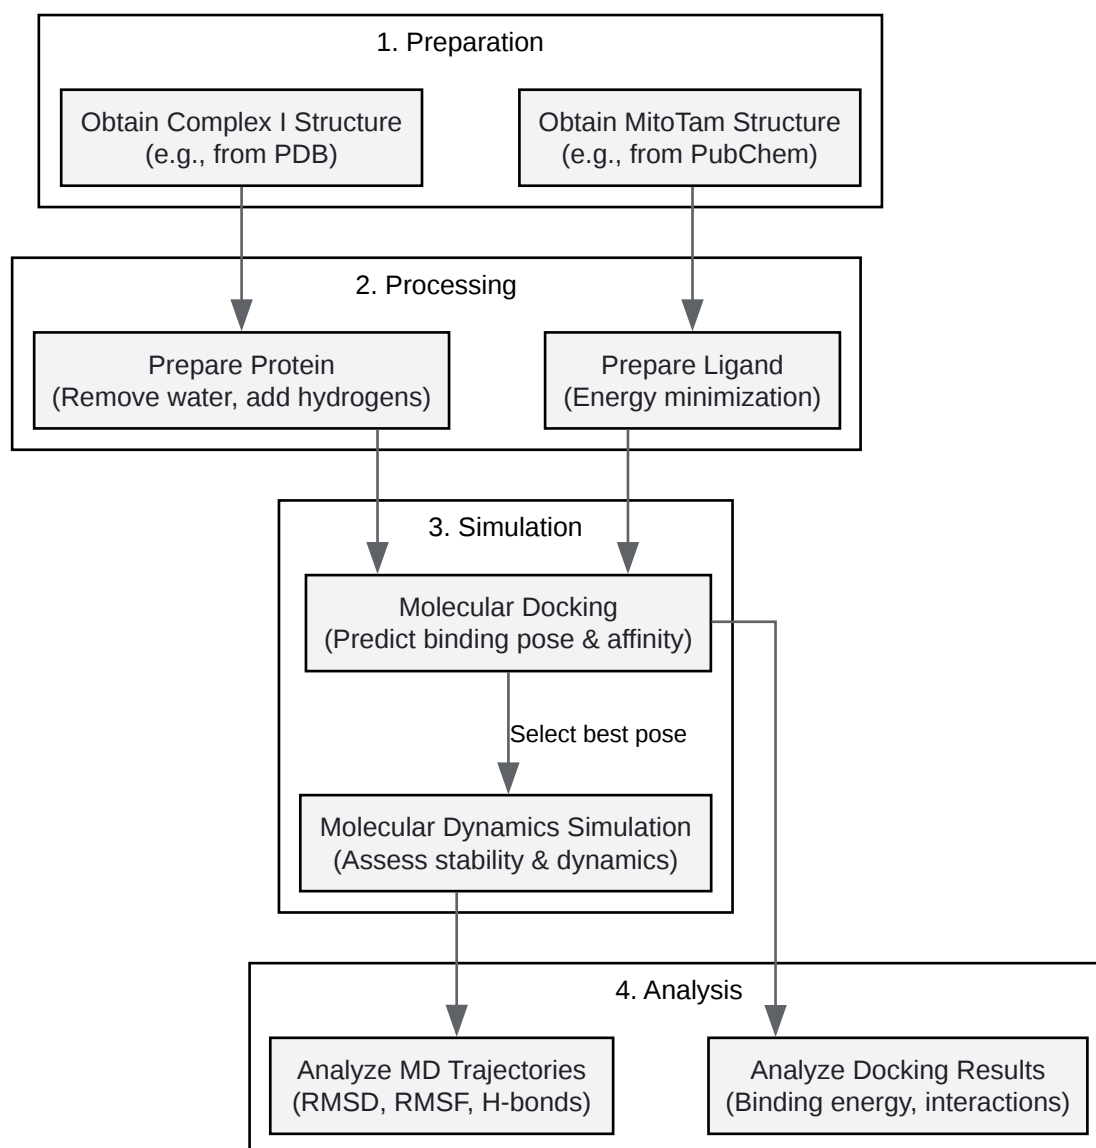 1. Preparation
Obtain Complex I Structure
(e.g., from PDB)
Obtain MitoTam Structure
(e.g., from PubChem)
2. Processing
Prepare Protein
(Remove water, add hydrogens)
Prepare Ligand
(Energy minimization)
3. Simulation
Molecular Docking
(Predict binding pose & affinity)
Select best pose
Molecular Dynamics Simulation
(Assess stability & dynamics)
4. Analysis
Analyze MD Trajectories
(RMSD, RMSF, H-bonds)
Analyze Docking Results
(Binding energy, interactions)